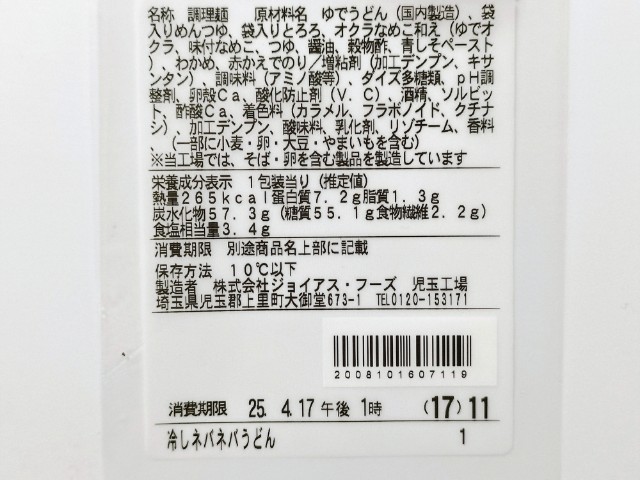 名称　調理麺　原材料名　ゆでうどん（国内製造）、袋
入りめんつゆ、袋入りとろろ、オクラなめこ和え（ゆでオ
クラ、味付なめこ、つゆ、醤油、穀物酢、青しそペースト
）、わかめ、赤かえでのり／増粘剤（加工デンプン、キサ
ンタン）、調味料（アミノ酸等）、ダイズ多糖類、ｐＨ調
整剤、卵殻Ｃａ、酸化防止剤（Ｖ．Ｃ）、酒精、ソルビッ
ト、酢酸Ｃａ、着色料（カラメル、フラボノイド、クチナ
シ）、加工デンプン、酸味料、乳化剤、リゾチーム、香料
、（一部に小麦・卵・大豆・やまいもを含む）
※当工場では、そば・卵を含む製品を製造しています
栄養成分表示　１包装当り（推定値）
熱量２６５ｋｃａｌ蛋白質７．２ｇ脂質１．３ｇ
炭水化物５７．３ｇ（糖質５５．１ｇ食物繊維２．２ｇ）
食塩相当量３．４ｇ
消費期限　別途商品名上部に記載
保存方法　１０℃以下
製造者　株式会社ジョイアス・フーズ　児玉工場
埼玉県児玉郡上里町大御堂673-1　TEL0120-153171
2008101607119
消費期限　25. 4.17 午後 1時　(17) 11
冷しネバネバうどん　1